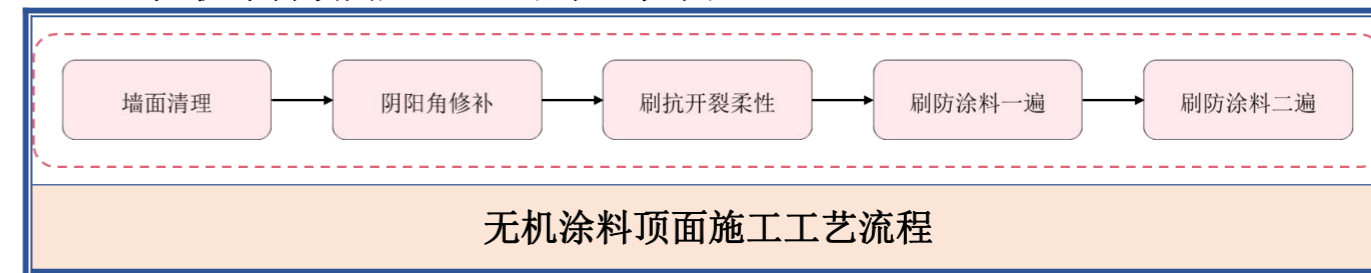 墙面清理
阴阳角修补
刷抗开裂柔性
刷防涂料一遍
刷防涂料二遍
无机涂料顶面施工工艺流程